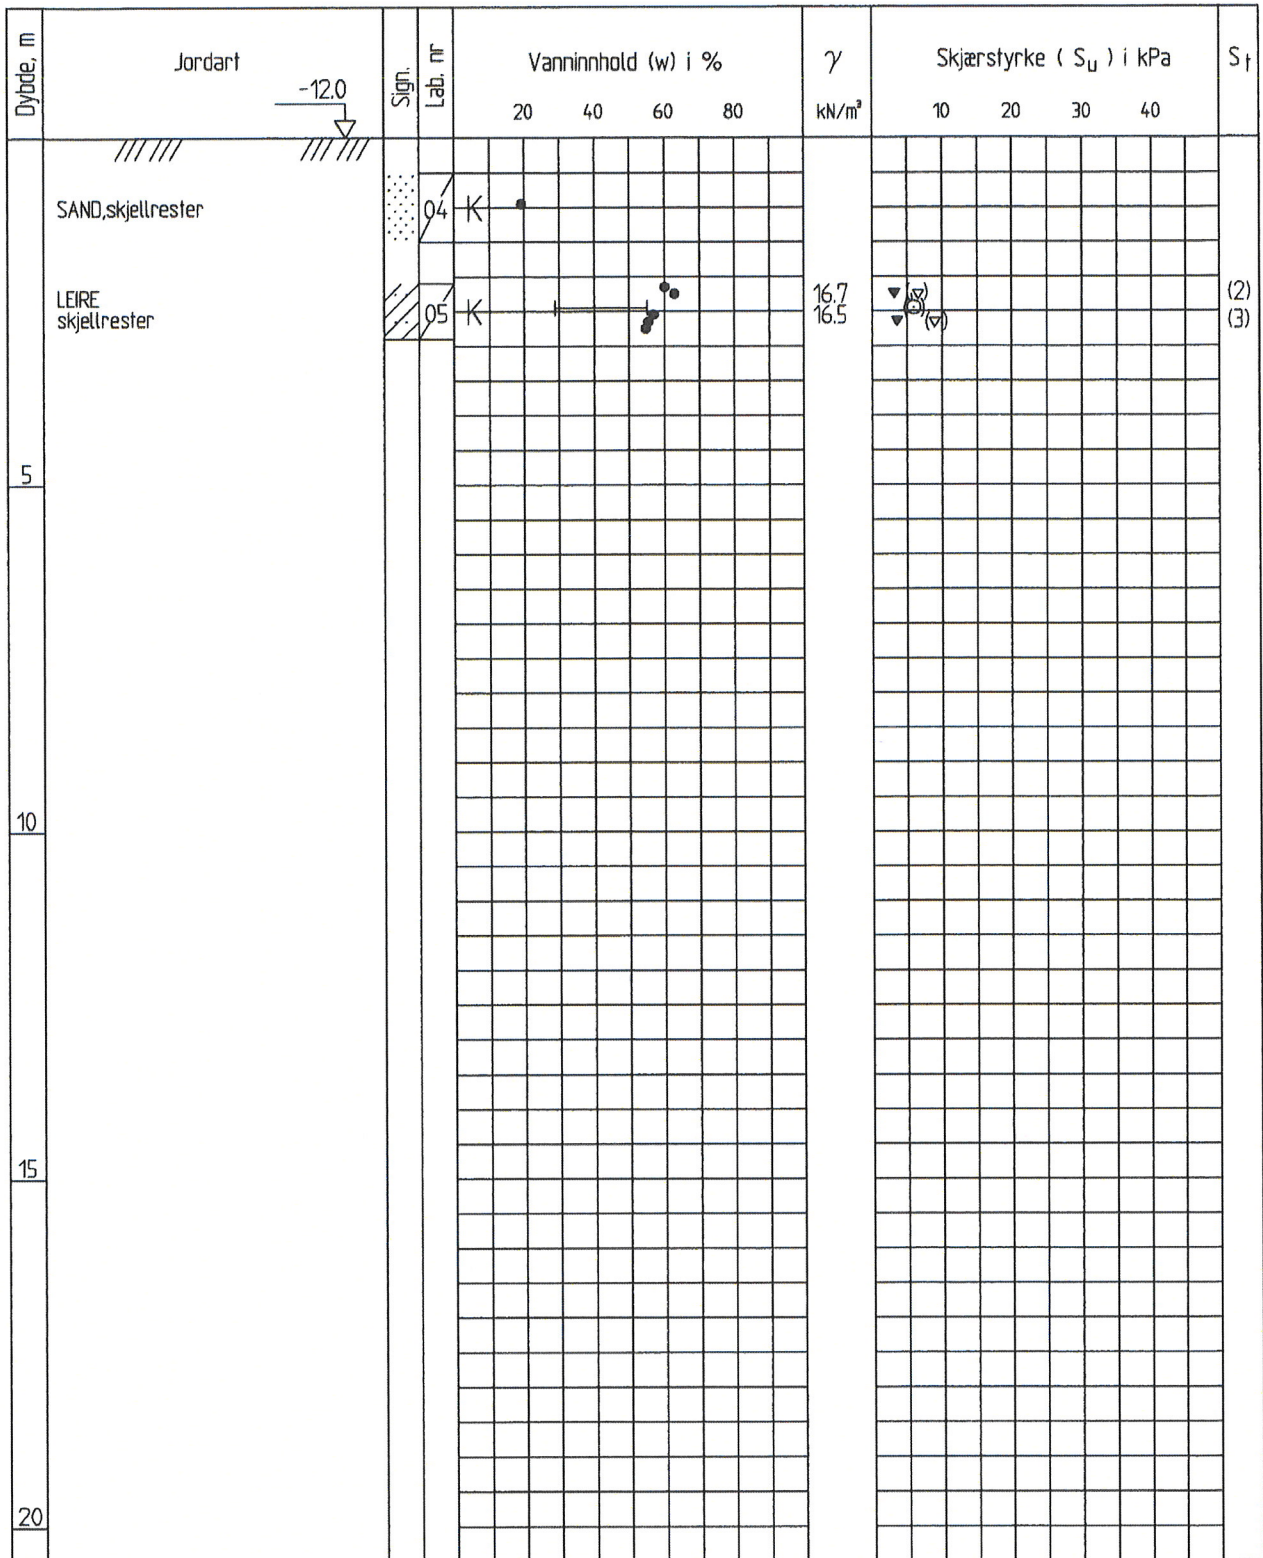 Dybde, m
Jordart
-12.0
Sign.
Lab. nr
Vanninnhold (w) i %
20 40 60 80
γ
kN/m³
Skjærstyrke ( Su ) i kPa
10 20 30 40
St
SAND,skjellrester
04 K
LEIRE
skjellrester
05 K
16.7
16.5
(2)
(3)
5
10
15
20